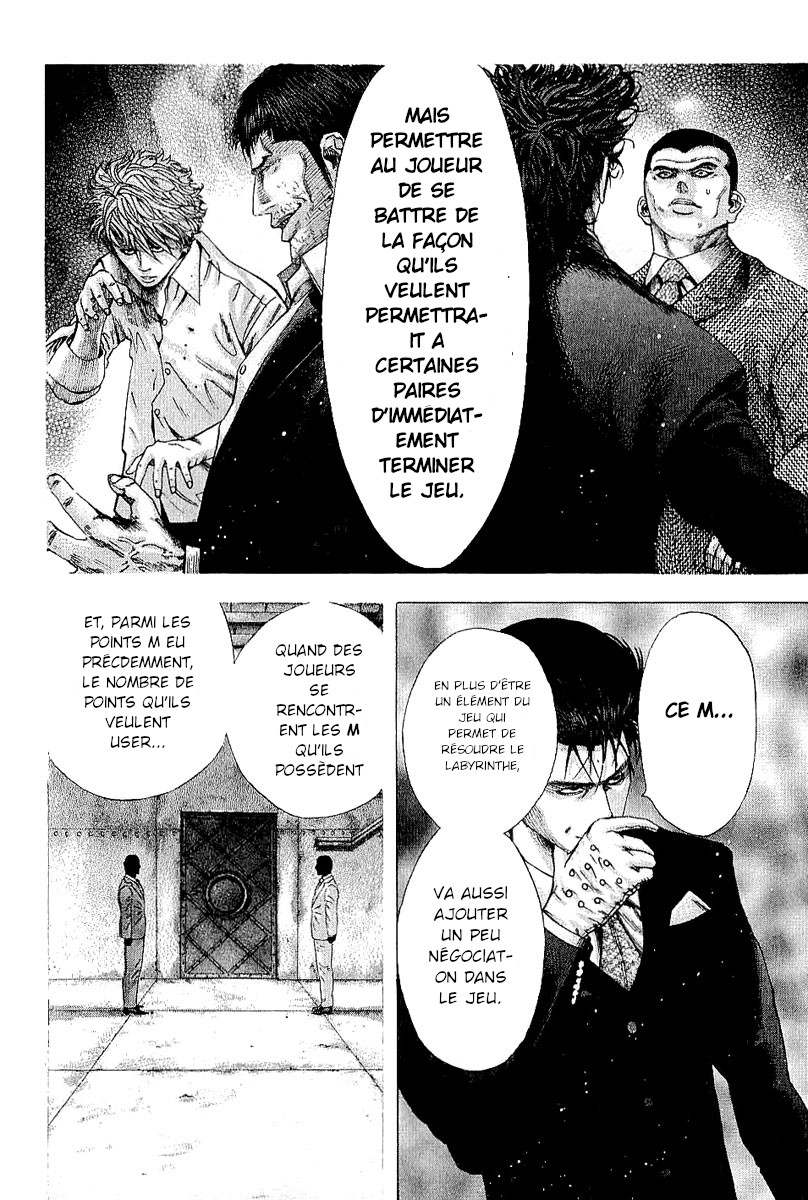 MAIS
PERMETTRE
AU JOUEUR
DE SE
BATTRE DE
LA FAÇON
QU'ILS
VEULENT
PERMETTRA-
IT A
CERTAINES
PAIRES
D'IMMÉDIAT-
EMENT
TERMINER
LE JEU.
CE M...
EN PLUS D'ÊTRE
UN ÉLÉMENT DU
JEU QUI
PERMET DE
RÉSOUDRE LE
LABYRINTHE,
VA AUSSI
AJOUTER
UN PEU
NÉGOCIAT-
ON DANS
LE JEU.
QUAND DES
JOUEURS
SE
RENCONTR-
ENT LES M
QU'ILS
POSSÈDENT
ET, PARMI LES
POINTS M EU
PRÉCDEMMENT,
LE NOMBRE DE
POINTS QU'ILS
VEULENT
USER...